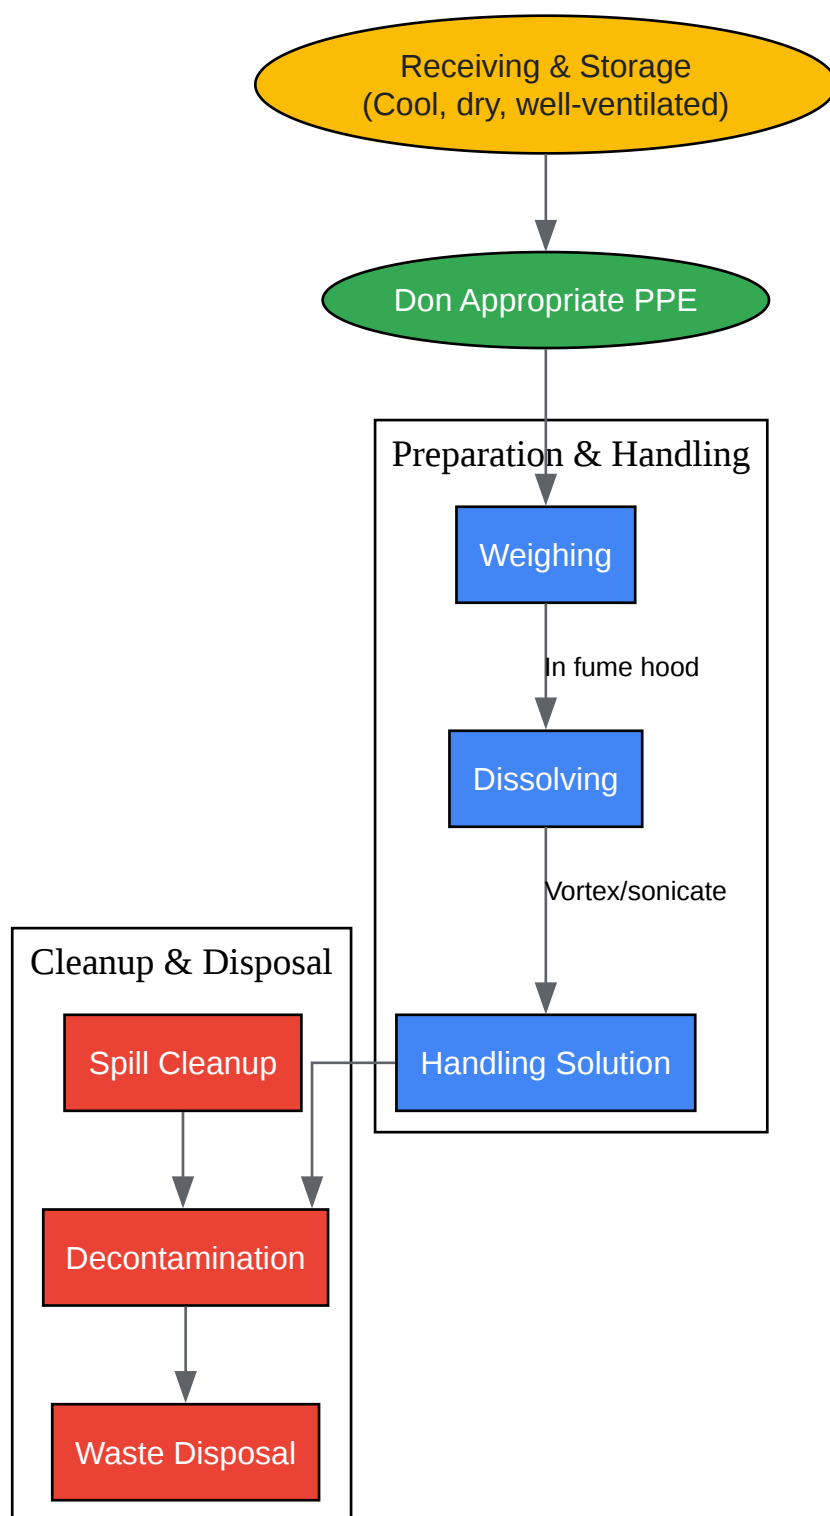 Receiving & Storage
(Cool, dry, well-ventilated)
Don Appropriate PPE
Preparation & Handling
Weighing
In fume hood
Dissolving
Vortex/sonicate
Handling Solution
Cleanup & Disposal
Spill Cleanup
Decontamination
Waste Disposal